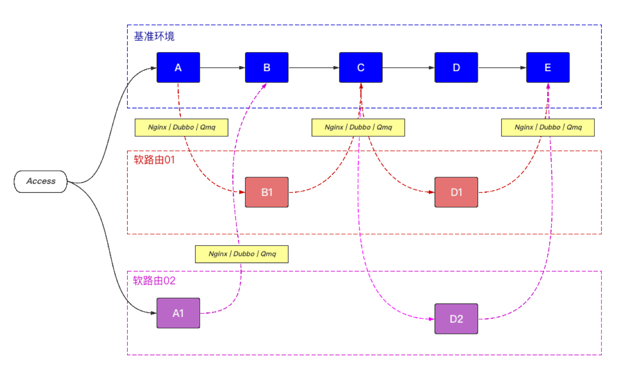 基准环境
A
B
C
D
E
Nginx | Dubbo | Qmq
Nginx | Dubbo | Qmq
Nginx | Dubbo | Qmq
软路由01
Access
B1
D1
Nginx | Dubbo | Qmq
软路由02
A1
D2